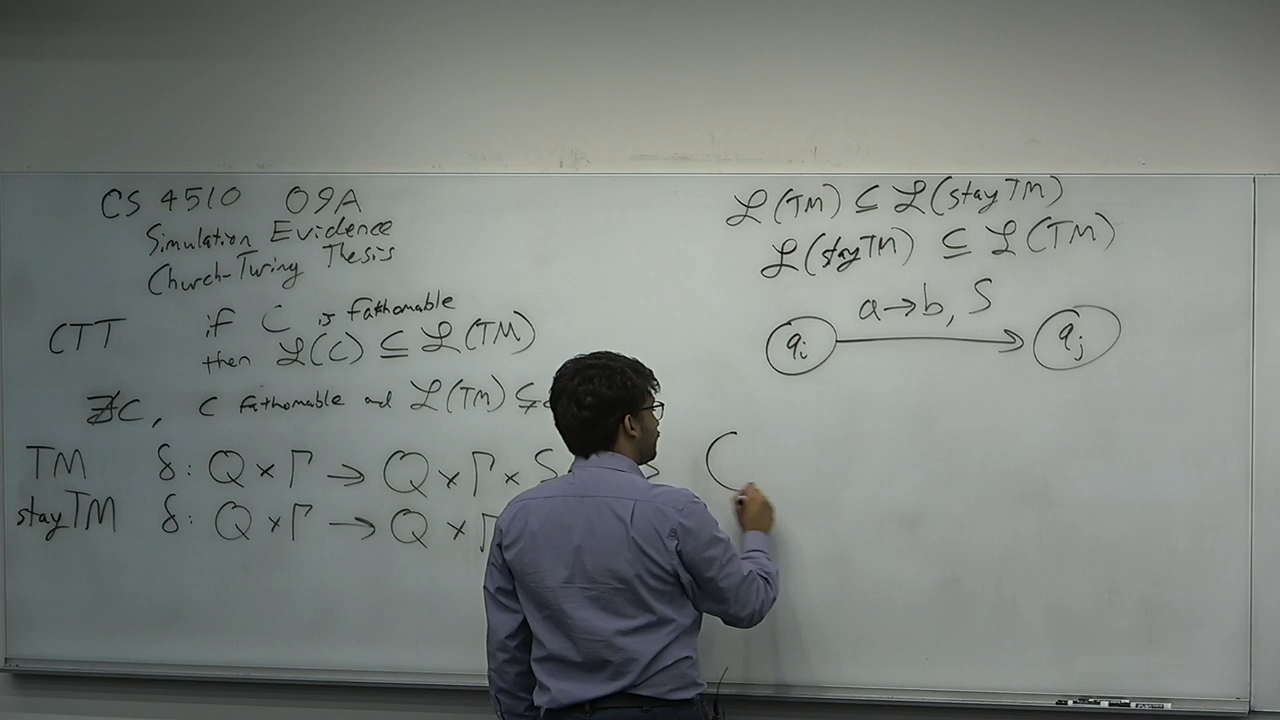 CS 4510 09A
Simulation Evidence
Church-Turing Thesis
CTT if C is fathomable
then ℒ(C) ⊆ ℒ(TM)
∄C, C fathomable and ℒ(TM) ⊊
TM δ: Q × Γ → Q × Γ ×
stayTM δ: Q × Γ → Q × Γ
ℒ(TM) ⊆ ℒ(stayTM)
ℒ(stayTM) ⊆ ℒ(TM)
a→b, S
qi qj